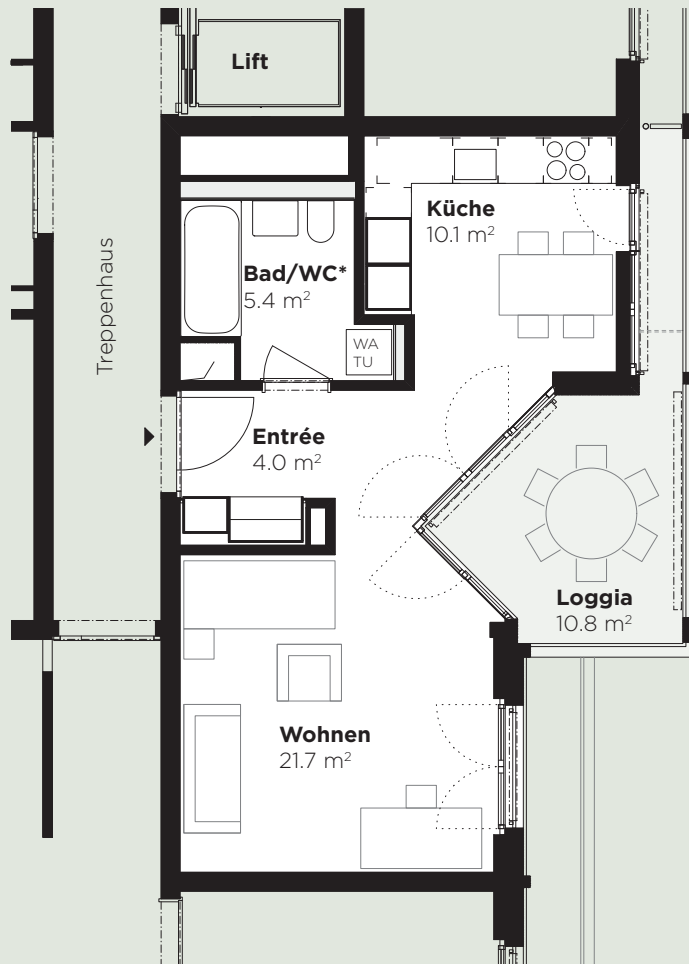 Lift
Küche
10.1 m²
Bad/WC*
5.4 m²
Treppenhaus
WA
TU
Entrée
4.0 m²
Loggia
10.8 m²
Wohnen
21.7 m²